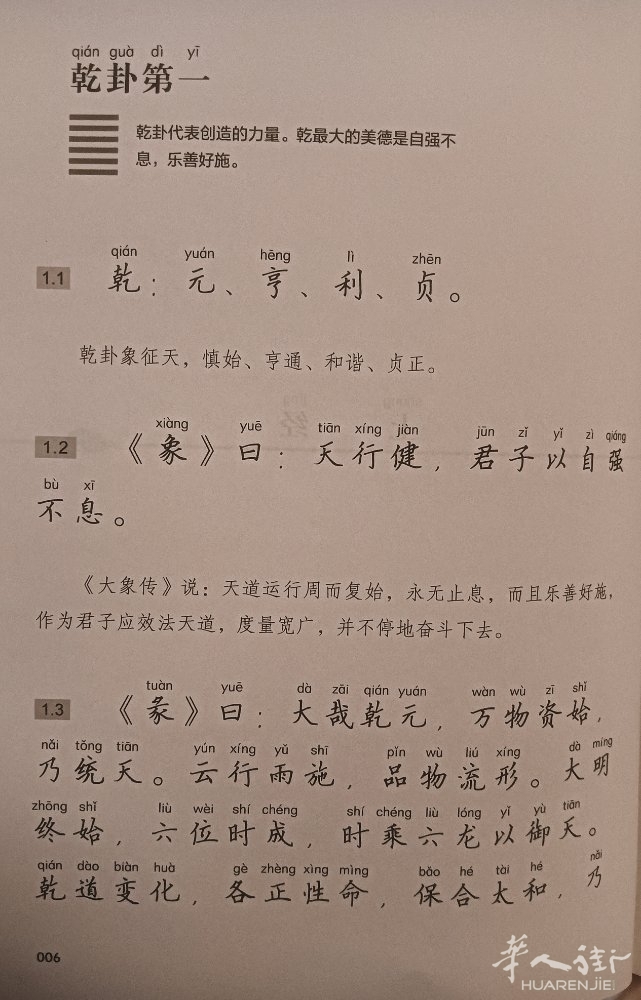 qián guà dì yī
乾卦第一
乾卦代表创造的力量。乾最大的美德是自强不
息，乐善好施。
qián yuán hēng lì zhēn
1.1 乾：元、亨、利、贞。
乾卦象征天，慎始、亨通、和谐、贞正。
xiàng yuē tiān xíng jiàn jūn zǐ yǐ zì qiáng
1.2 《象》曰：天行健，君子以自强
bù xī
不息。
《大象传》说：天道运行周而复始，永无止息，而且乐善好施，
作为君子应效法天道，度量宽广，并不停地奋斗下去。
tuàn yuē dà zāi qián yuán wàn wù zī shǐ
1.3 《彖》曰：大哉乾元，万物资始，
nǎi tǒng tiān yún xíng yǔ shī pǐn wù liú xíng dà míng
乃统天。云行雨施，品物流形。大明
zhōng shǐ liù wèi shí chéng shí chéng liù lóng yǐ yù tiān
终始，六位时成，时乘六龙以御天。
qián dào biàn huà gè zhèng xìng mìng bǎo hé tài hé nǎi
乾道变化，各正性命，保合太和，乃
006
華人街
HUARENJIE